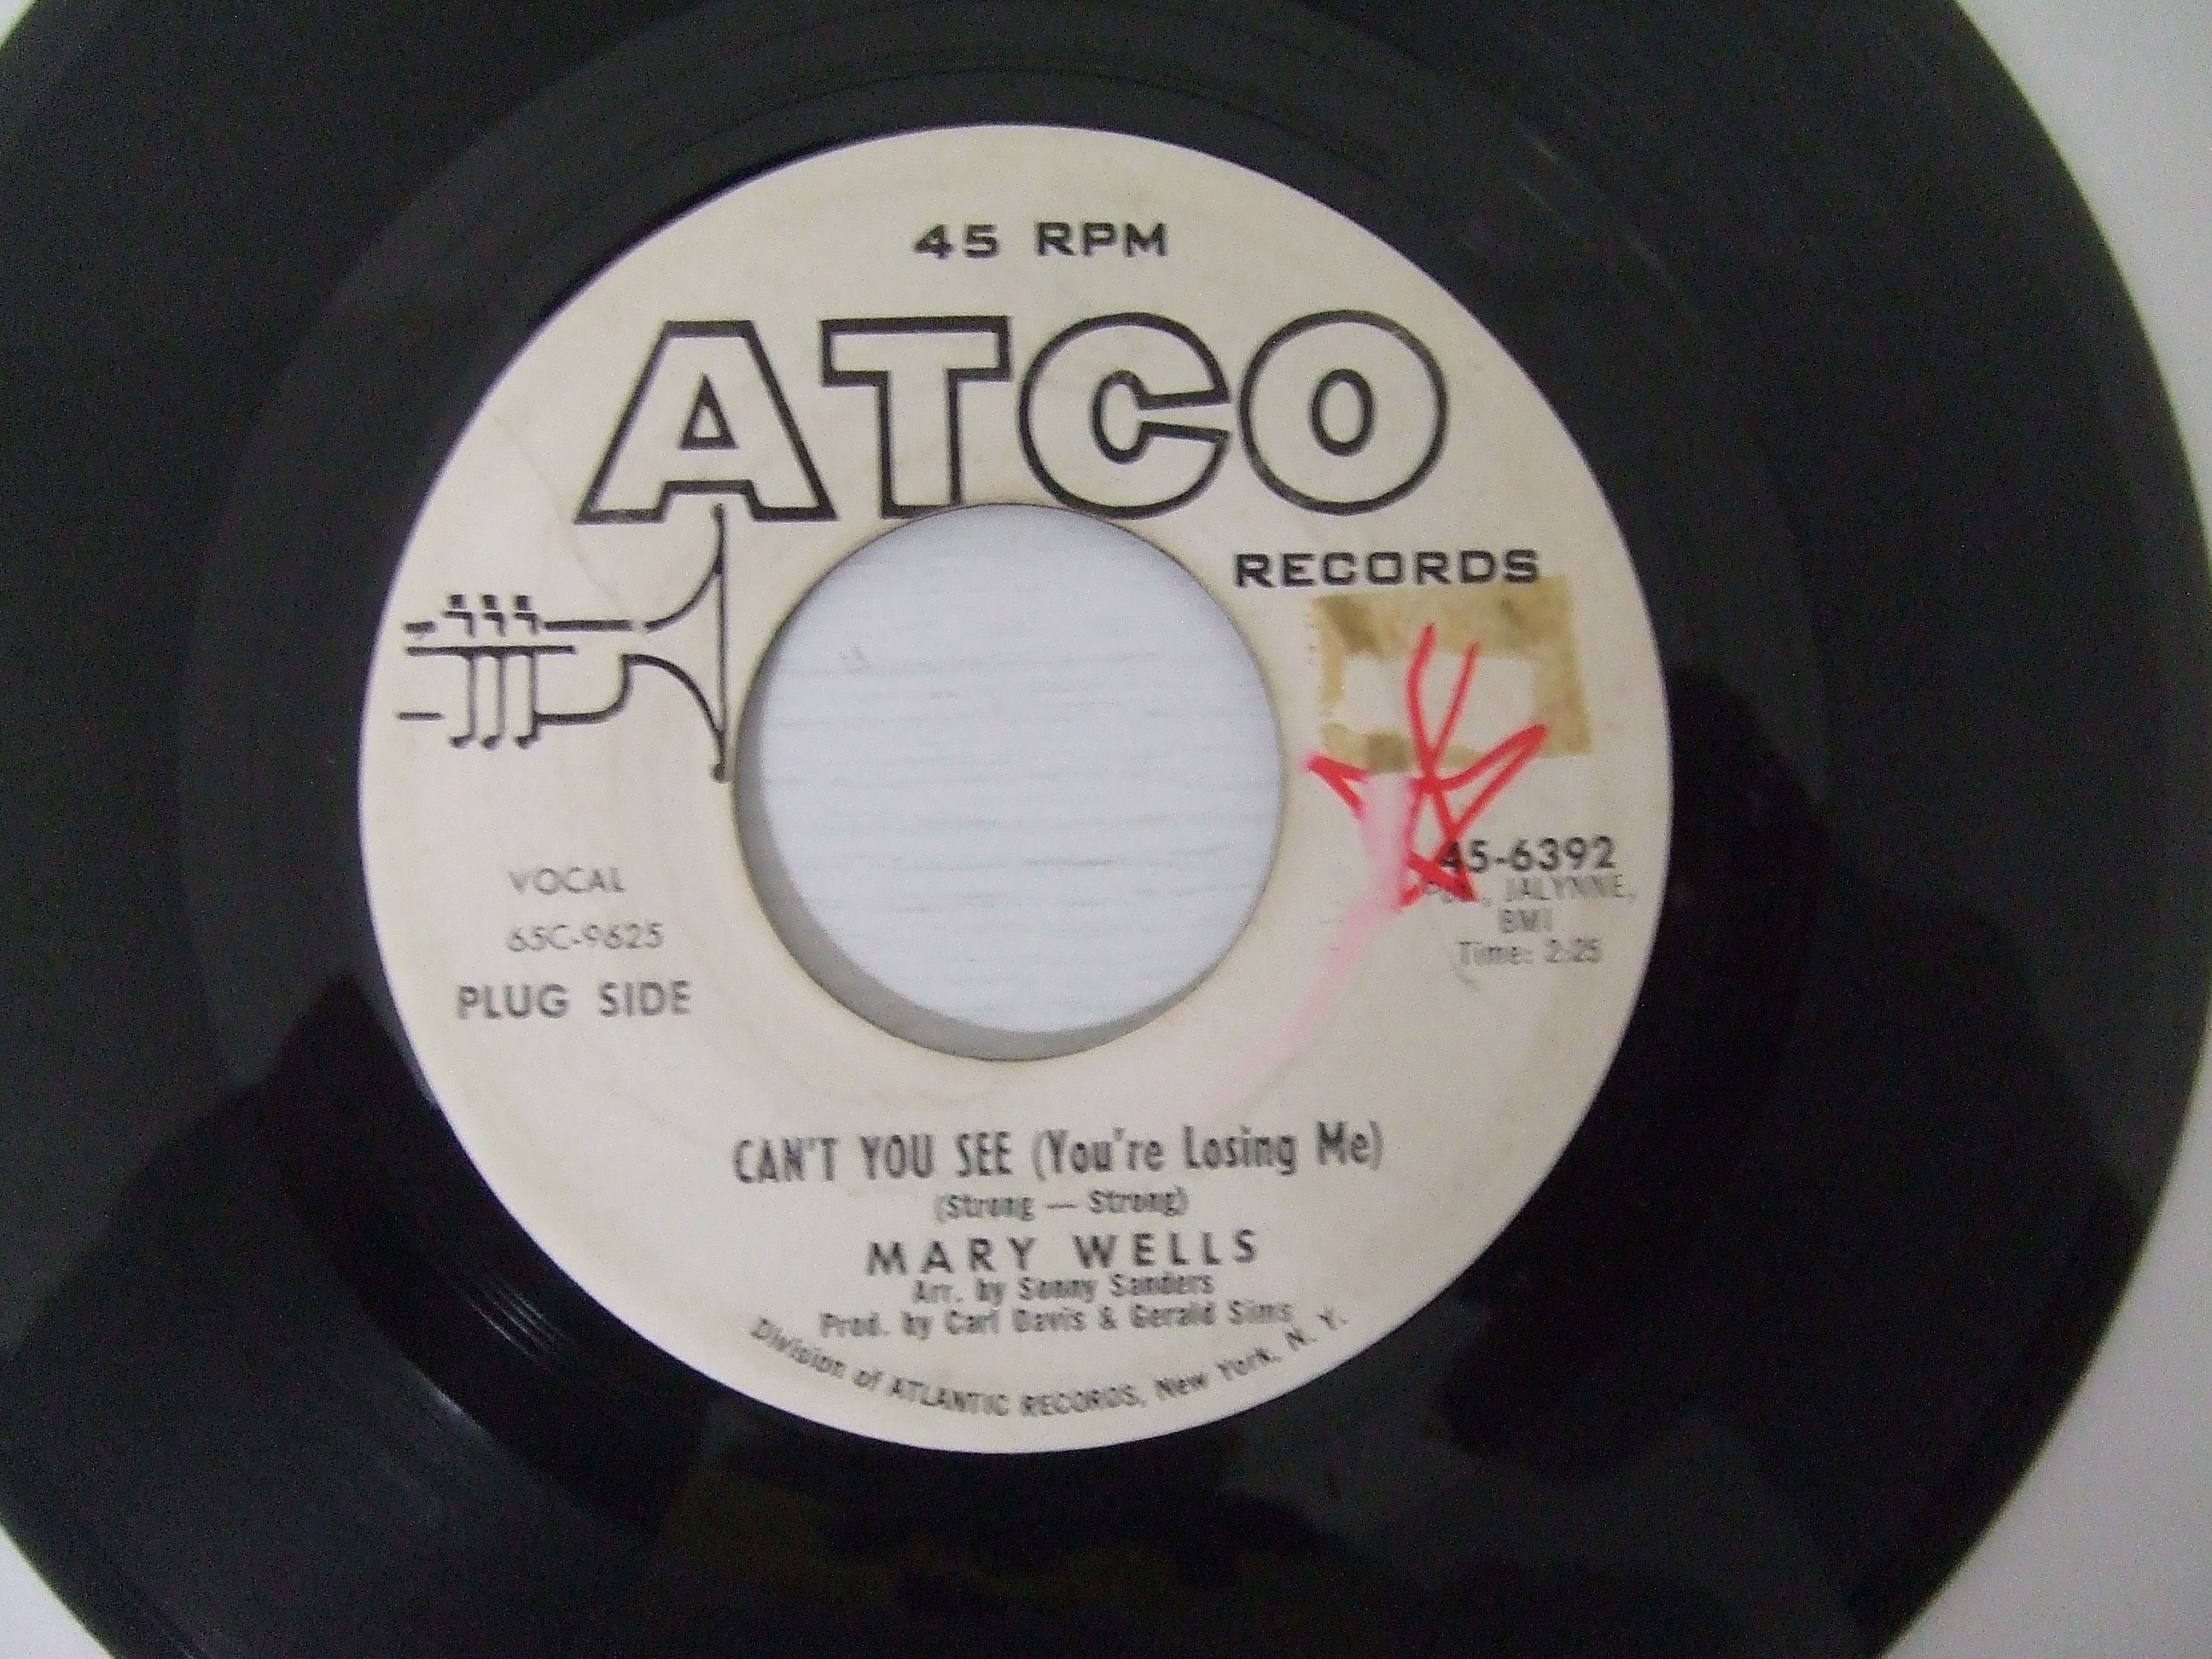 45 RPM
ATCO
RECORDS
VOCAL
65C-9625
PLUG SIDE
45-6392
JALYNNE,
BMI
Time: 2:25
CAN'T YOU SEE (You're Losing Me)
(Strong — Strong)
MARY WELLS
Arr. by Sonny Sanders
Prod. by Carl Davis & Gerald Sims
Division of ATLANTIC RECORDS, New York, N. Y.